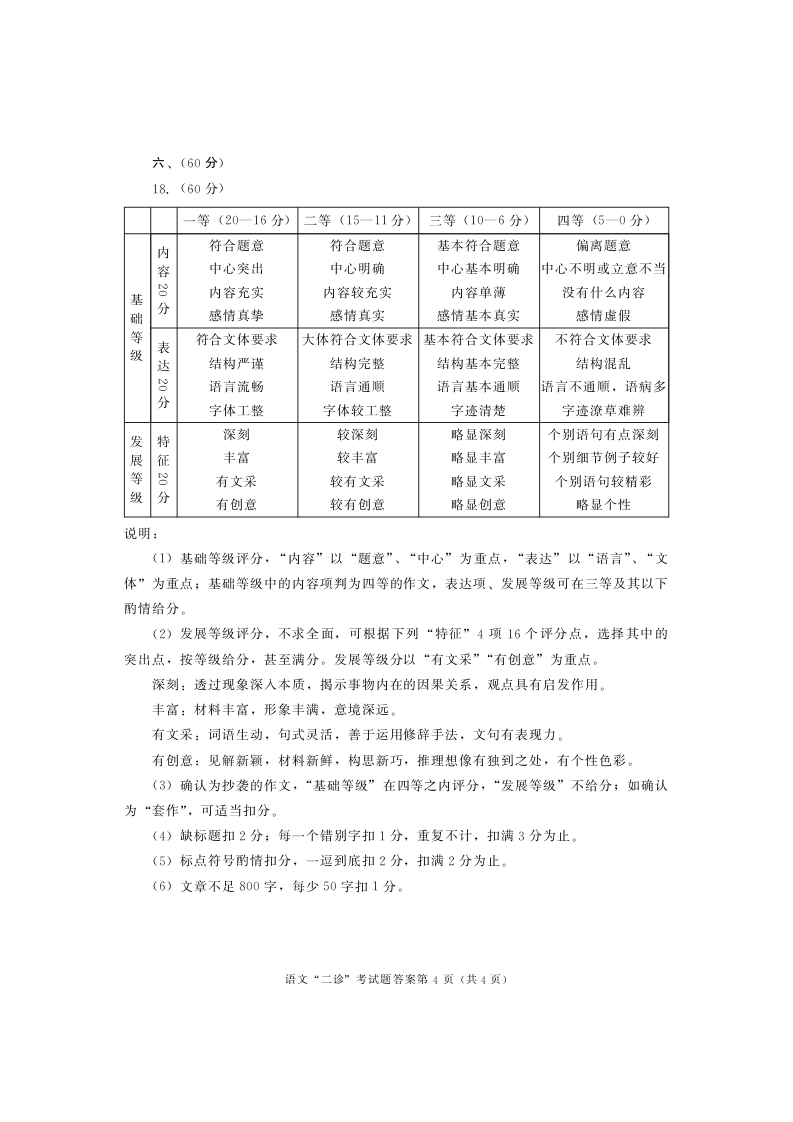 六、（60 分）
18.（60 分）
一等（20—16 分） 二等（15—11 分） 三等（10—6 分） 四等（5—0 分）
基础等级
内容20分
符合题意 符合题意 基本符合题意 偏离题意
中心突出 中心明确 中心基本明确 中心不明或立意不当
内容充实 内容较充实 内容单薄 没有什么内容
感情真挚 感情真实 感情基本真实 感情虚假
表达20分
符合文体要求 大体符合文体要求 基本符合文体要求 不符合文体要求
结构严谨 结构完整 结构基本完整 结构混乱
语言流畅 语言通顺 语言基本通顺 语言不通顺，语病多
字体工整 字体较工整 字迹清楚 字迹潦草难辨
发展等级
特征20分
深刻 较深刻 略显深刻 个别语句有点深刻
丰富 较丰富 略显丰富 个别细节例子较好
有文采 较有文采 略显文采 个别语句较精彩
有创意 较有创意 略显创意 略显个性
说明：
（1）基础等级评分，“内容”以“题意”、“中心”为重点，“表达”以“语言”、“文
体”为重点；基础等级中的内容项判为四等的作文，表达项、发展等级可在三等及其以下
酌情给分。
（2）发展等级评分，不求全面，可根据下列“特征”4 项 16 个评分点，选择其中的
突出点，按等级给分，甚至满分。发展等级分以“有文采”“有创意”为重点。
深刻：透过现象深入本质，揭示事物内在的因果关系，观点具有启发作用。
丰富：材料丰富，形象丰满，意境深远。
有文采：词语生动，句式灵活，善于运用修辞手法，文句有表现力。
有创意：见解新颖，材料新鲜，构思新巧，推理想像有独到之处，有个性色彩。
（3）确认为抄袭的作文，“基础等级”在四等之内评分，“发展等级”不给分；如确认
为“套作”，可适当扣分。
（4）缺标题扣 2 分；每一个错别字扣 1 分，重复不计，扣满 3 分为止。
（5）标点符号酌情扣分，一逗到底扣 2 分，扣满 2 分为止。
（6）文章不足 800 字，每少 50 字扣 1 分。
语文“二诊”考试题答案第 4 页（共 4 页）